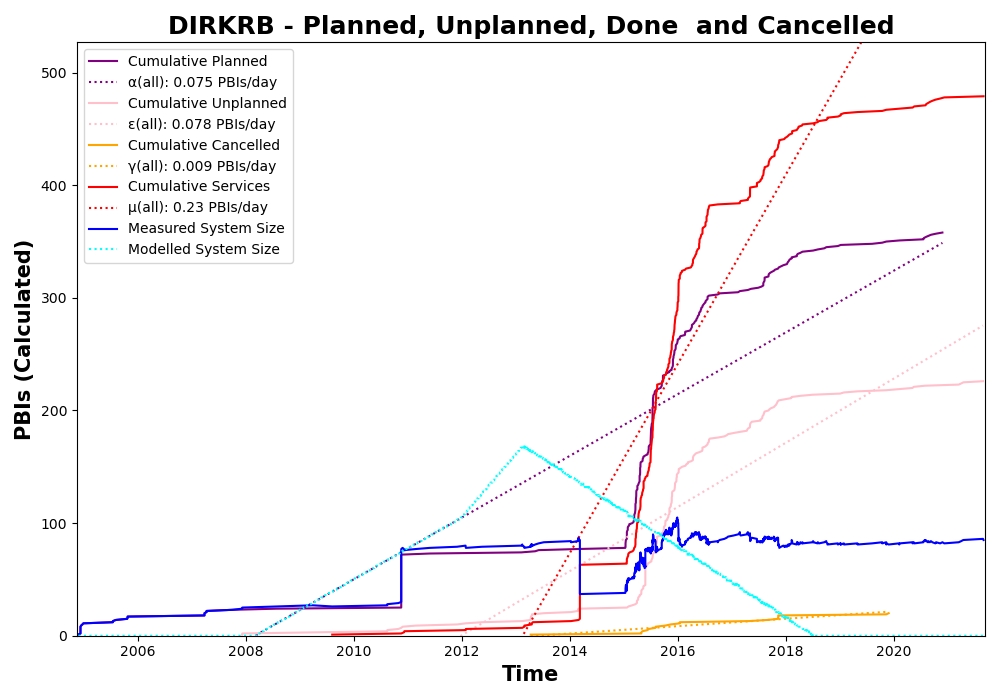 DIRKRB - Planned, Unplanned, Done  and Cancelled
PBIs (Calculated)
500
400
300
200
100
0
Cumulative Planned
α(all): 0.075 PBIs/day
Cumulative Unplanned
ε(all): 0.078 PBIs/day
Cumulative Cancelled
γ(all): 0.009 PBIs/day
Cumulative Services
μ(all): 0.23 PBIs/day
Measured System Size
Modelled System Size
2006 2008 2010 2012 2014 2016 2018 2020
Time